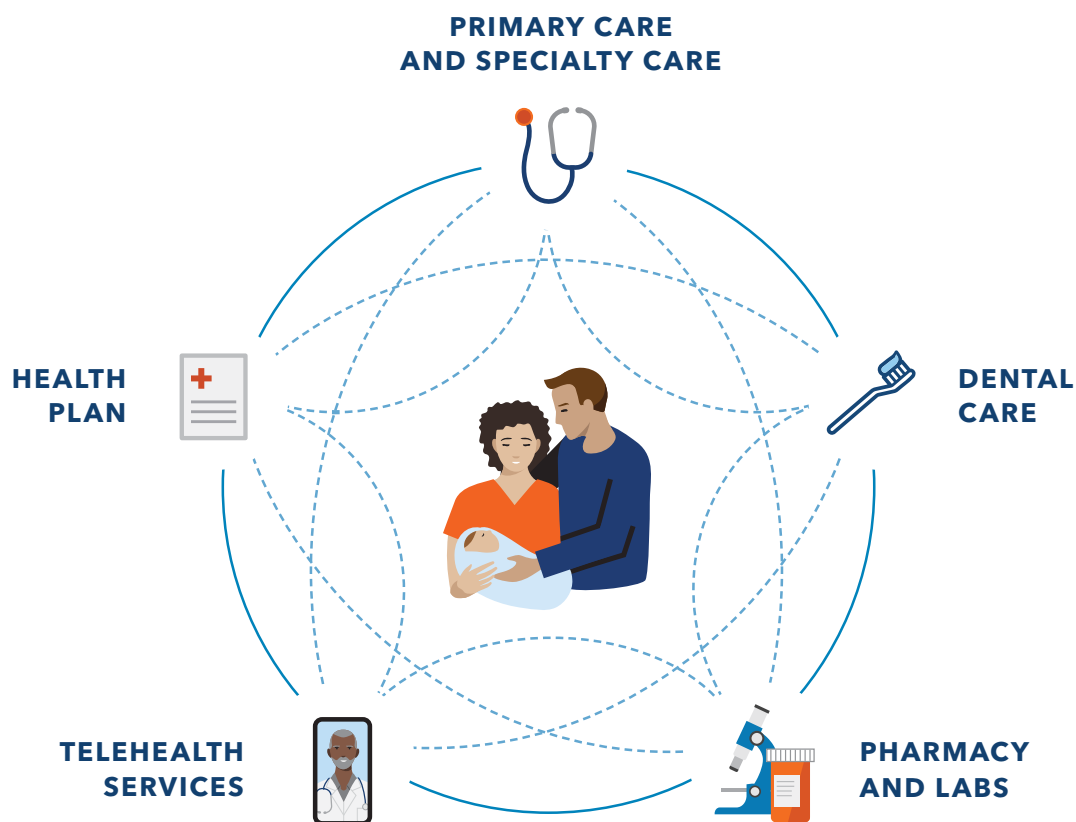 PRIMARY CARE
AND SPECIALTY CARE
HEALTH
PLAN
DENTAL
CARE
TELEHEALTH
SERVICES
PHARMACY
AND LABS